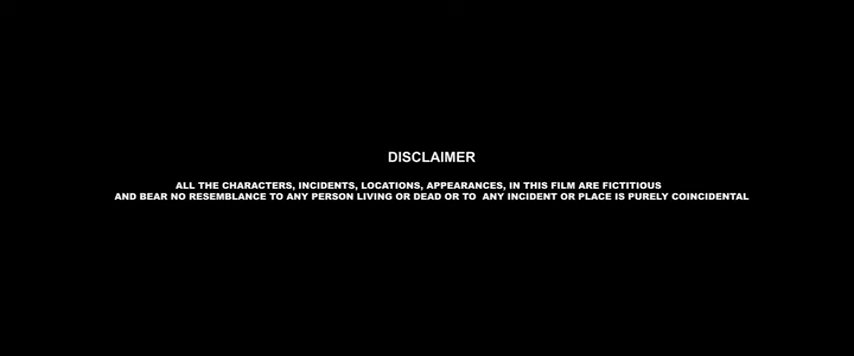 DISCLAIMER
ALL THE CHARACTERS, INCIDENTS, LOCATIONS, APPEARANCES, IN THIS FILM ARE FICTITIOUS
AND BEAR NO RESEMBLANCE TO ANY PERSON LIVING OR DEAD OR TO  ANY INCIDENT OR PLACE IS PURELY COINCIDENTAL